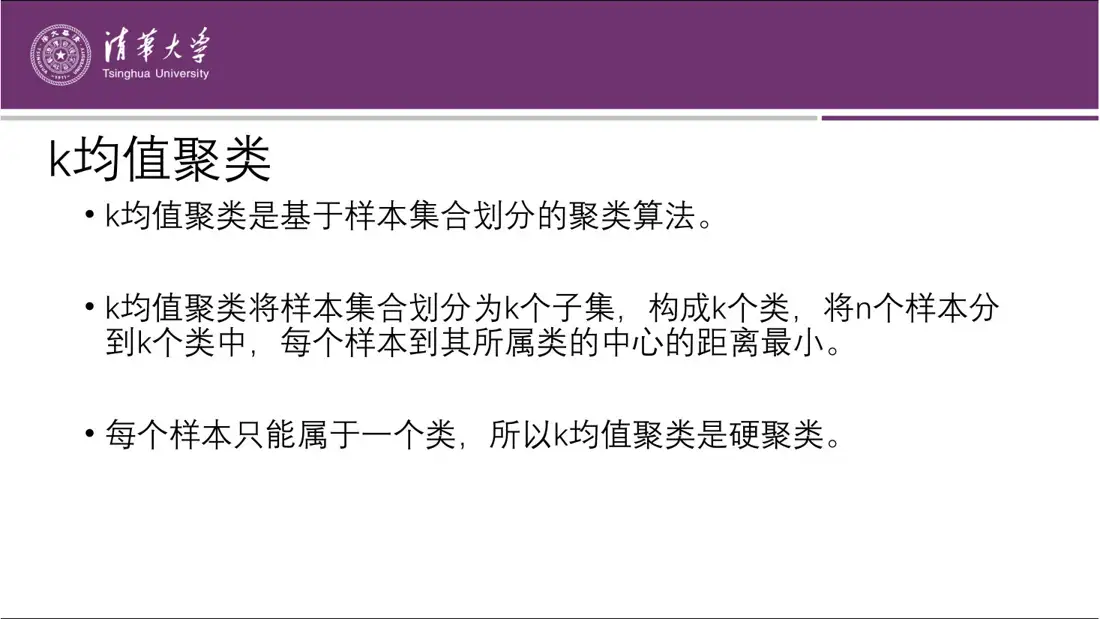 清华大学
Tsinghua University
k均值聚类
• k均值聚类是基于样本集合划分的聚类算法。
• k均值聚类将样本集合划分为k个子集，构成k个类，将n个样本分
到k个类中，每个样本到其所属类的中心的距离最小。
• 每个样本只能属于一个类，所以k均值聚类是硬聚类。